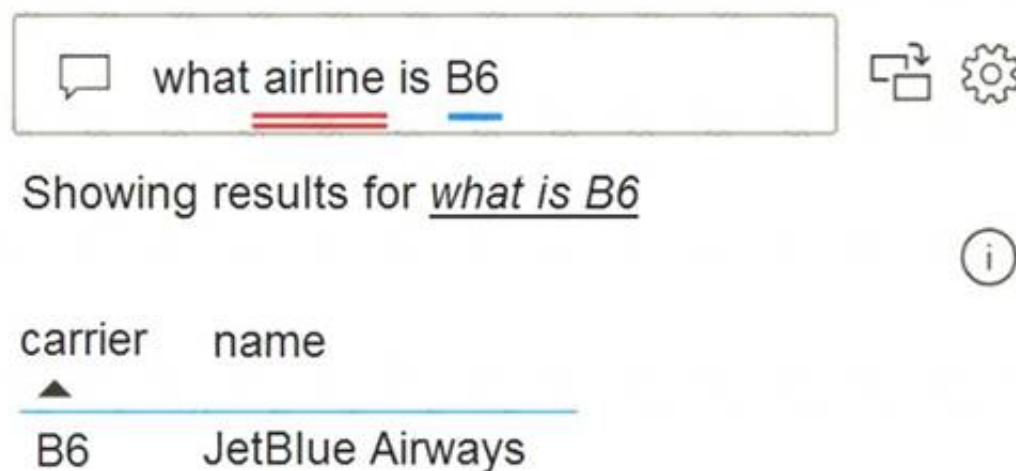 what airline is B6
Showing results for what is B6
i
carrier name
B6 JetBlue Airways